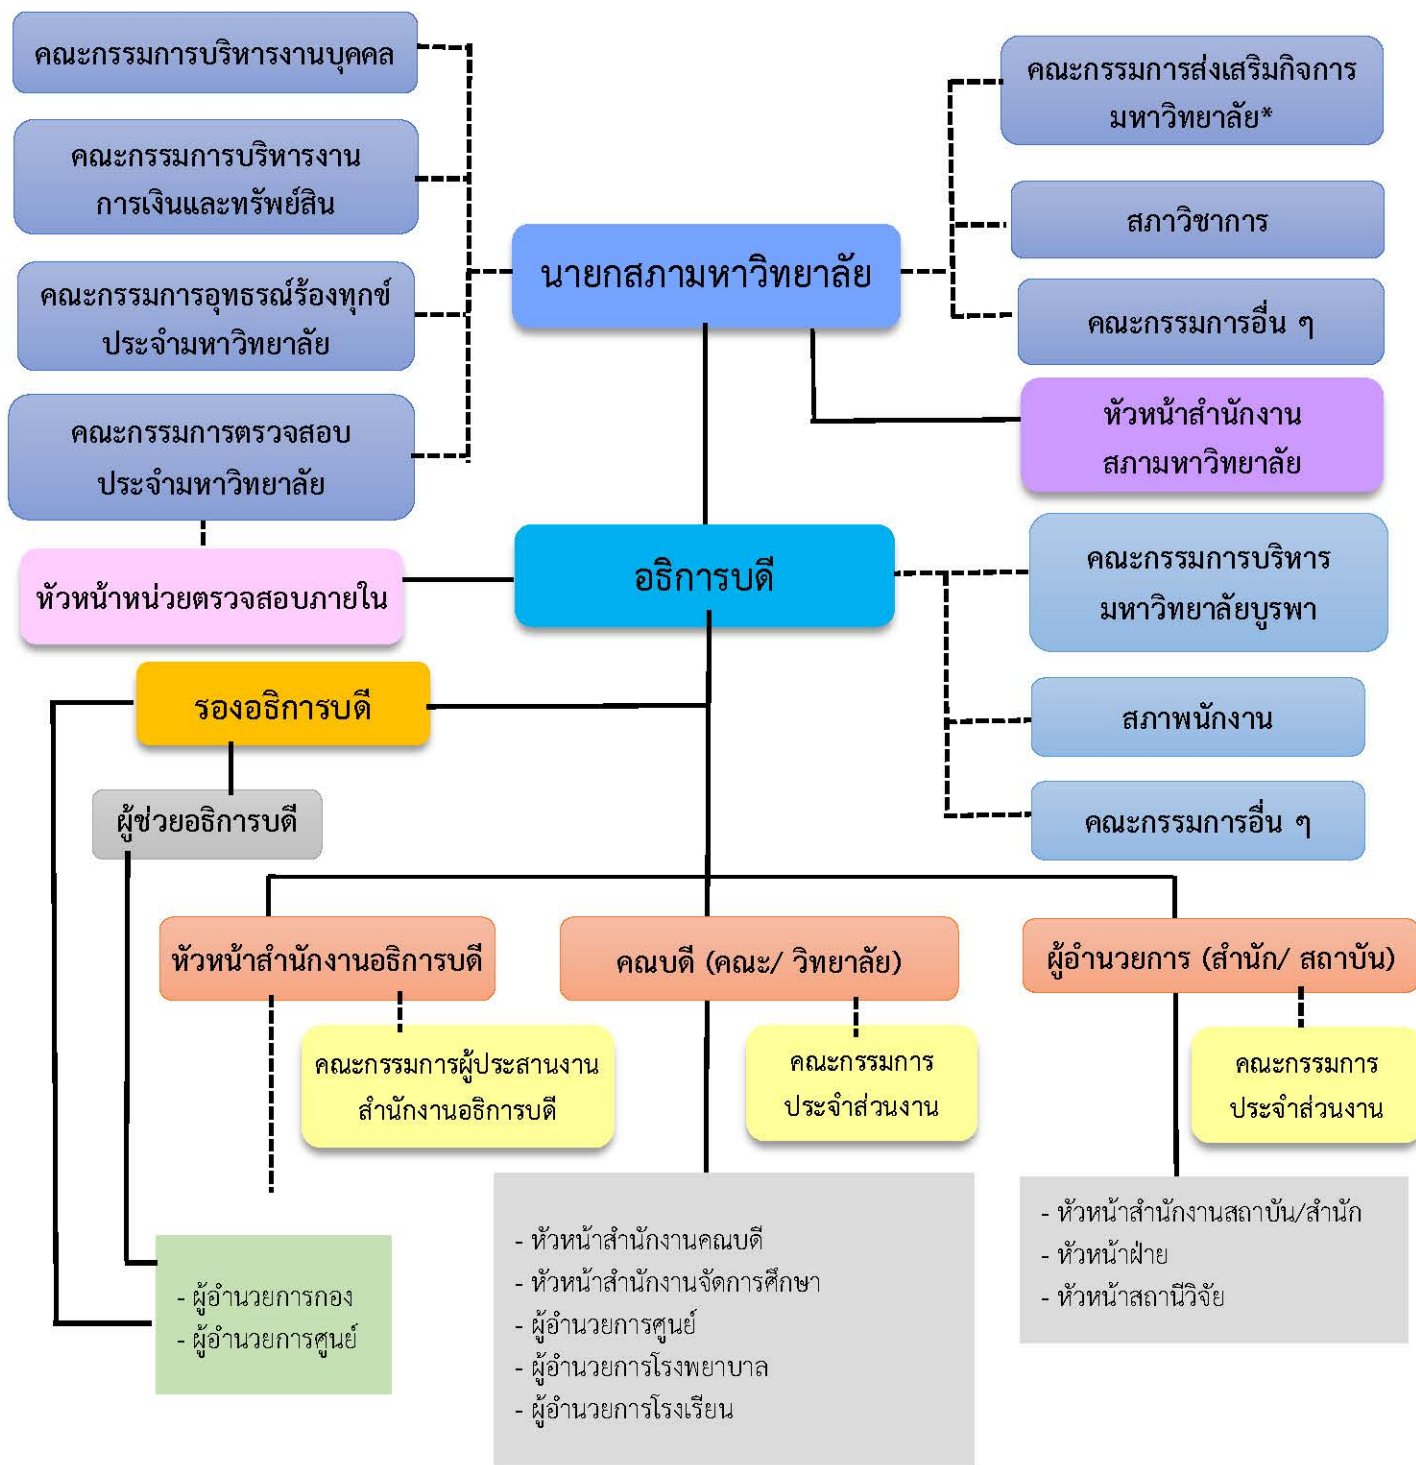 คณะกรรมการบริหารงานบุคคล
คณะกรรมการบริหารงาน
การเงินและทรัพย์สิน
คณะกรรมการอุทธรณ์ร้องทุกข์
ประจำมหาวิทยาลัย
คณะกรรมการตรวจสอบ
ประจำมหาวิทยาลัย
หัวหน้าหน่วยตรวจสอบภายใน
นายกสภามหาวิทยาลัย
คณะกรรมการส่งเสริมกิจการ
มหาวิทยาลัย*
สภาวิชาการ
คณะกรรมการอื่น ๆ
หัวหน้าสำนักงาน
สภามหาวิทยาลัย
อธิการบดี
คณะกรรมการบริหาร
มหาวิทยาลัยบูรพา
สภาพนักงาน
คณะกรรมการอื่น ๆ
รองอธิการบดี
ผู้ช่วยอธิการบดี
หัวหน้าสำนักงานอธิการบดี
คณะกรรมการผู้ประสานงาน
สำนักงานอธิการบดี
- ผู้อำนวยการกอง
- ผู้อำนวยการศูนย์
คณบดี (คณะ/ วิทยาลัย)
คณะกรรมการ
ประจำส่วนงาน
- หัวหน้าสำนักงานคณบดี
- หัวหน้าสำนักงานจัดการศึกษา
- ผู้อำนวยการศูนย์
- ผู้อำนวยการโรงพยาบาล
- ผู้อำนวยการโรงเรียน
ผู้อำนวยการ (สำนัก/ สถาบัน)
คณะกรรมการ
ประจำส่วนงาน
- หัวหน้าสำนักงานสถาบัน/สำนัก
- หัวหน้าฝ่าย
- หัวหน้าสถานีวิจัย